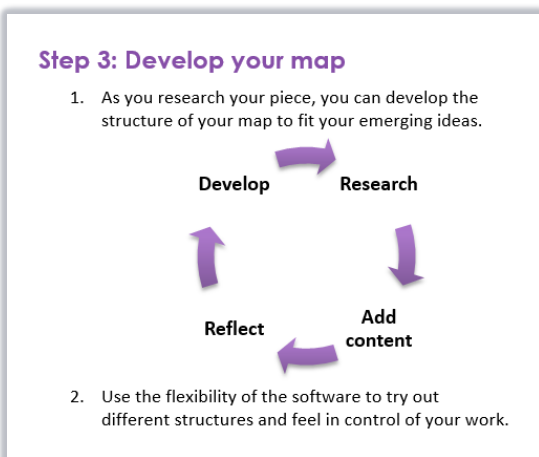 Step 3: Develop your map
1. As you research your piece, you can develop the
structure of your map to fit your emerging ideas.
Develop
Research
Add
content
Reflect
2. Use the flexibility of the software to try out
different structures and feel in control of your work.